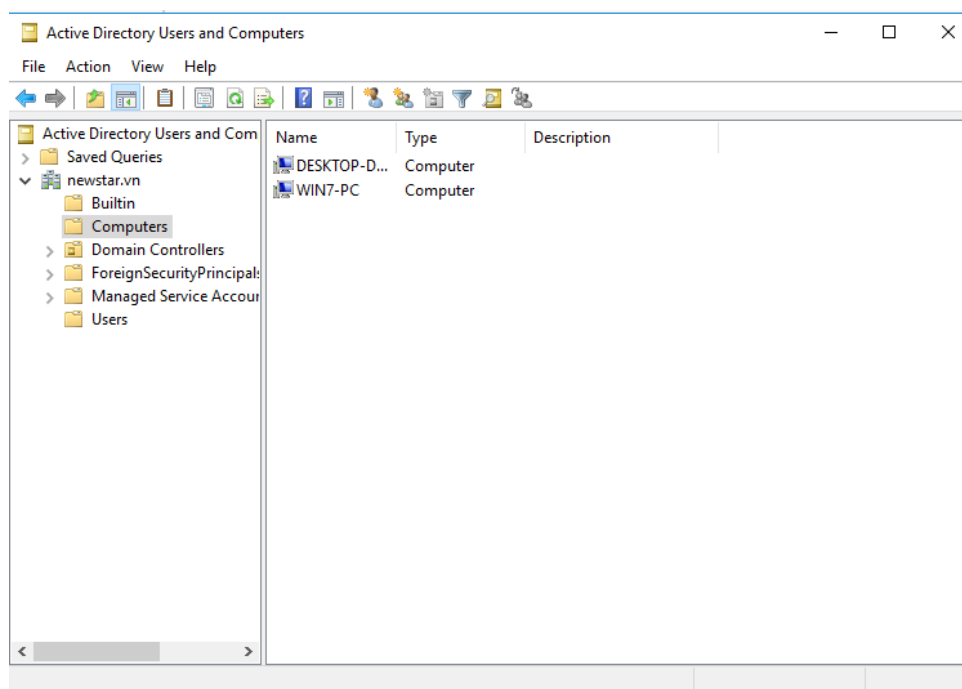 Active Directory Users and Computers
File Action View Help
Active Directory Users and Com
Saved Queries
newstar.vn
Builtin
Computers
Domain Controllers
ForeignSecurityPrincipals
Managed Service Accour
Users
Name Type Description
DESKTOP-D... Computer
WIN7-PC Computer